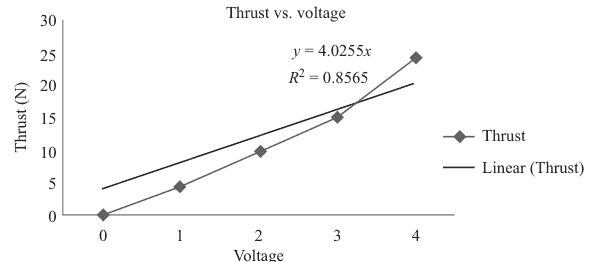 Thrust vs. voltage
y = 4.0255x
R² = 0.8565
Thrust (N)
30
25
20
15
10
5
0
0 1 2 3 4
Voltage
Thrust
Linear (Thrust)